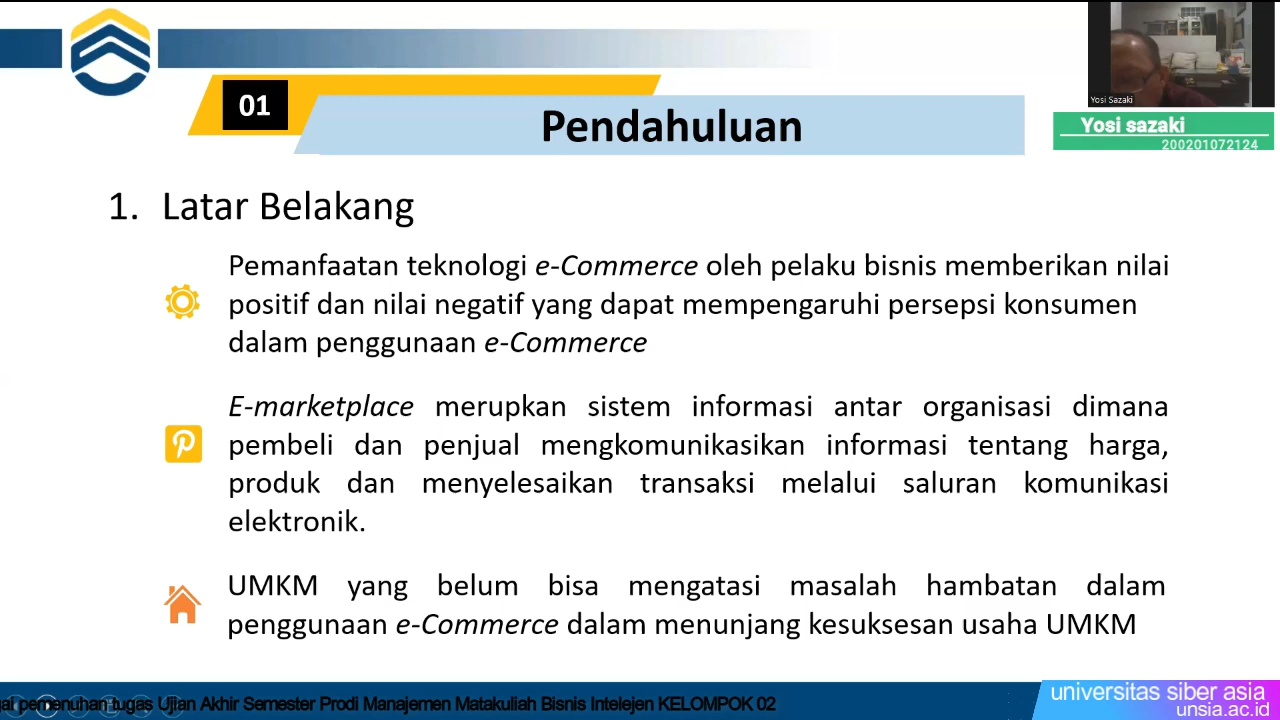 01
Pendahuluan
Yosi Sazaki
Yosi sazaki
200201072124
1. Latar Belakang
Pemanfaatan teknologi e-Commerce oleh pelaku bisnis memberikan nilai
positif dan nilai negatif yang dapat mempengaruhi persepsi konsumen
dalam penggunaan e-Commerce
E-marketplace merupkan sistem informasi antar organisasi dimana
pembeli dan penjual mengkomunikasikan informasi tentang harga,
produk dan menyelesaikan transaksi melalui saluran komunikasi
elektronik.
UMKM yang belum bisa mengatasi masalah hambatan dalam
penggunaan e-Commerce dalam menunjang kesuksesan usaha UMKM
pemenuhan tugas Ujian Akhir Semester Prodi Manajemen Matakuliah Bisnis Intelejen KELOMPOK 02
universitas siber asia
unsia.ac.id